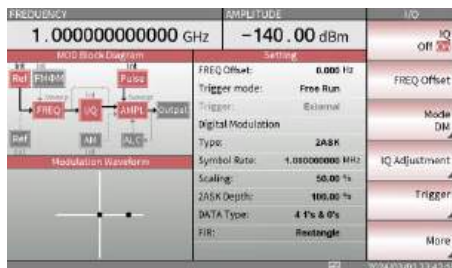 FREQUENCY AMPLITUDE I/Q
1.000000000000 GHz -140.00 dBm
IQ
Off On
MOD Block Diagram
Setting
Ref FMΦM Pulse
FREQ I/Q AMPL Output
Ref AM ALC
FREQ Offset: 0.000 Hz
Trigger mode: Free Run
Trigger: External
Digital Modulation
Type: 2ASK
Symbol Rate: 1.000000000 MHz
Scaling: 50.00 %
2ASK Depth: 100.00 %
DATA Type: 4 1's & 0's
FIR: Rectangle
Modulation Waveform
FREQ Offset
Mode
DM
IQ Adjustment
Trigger
More